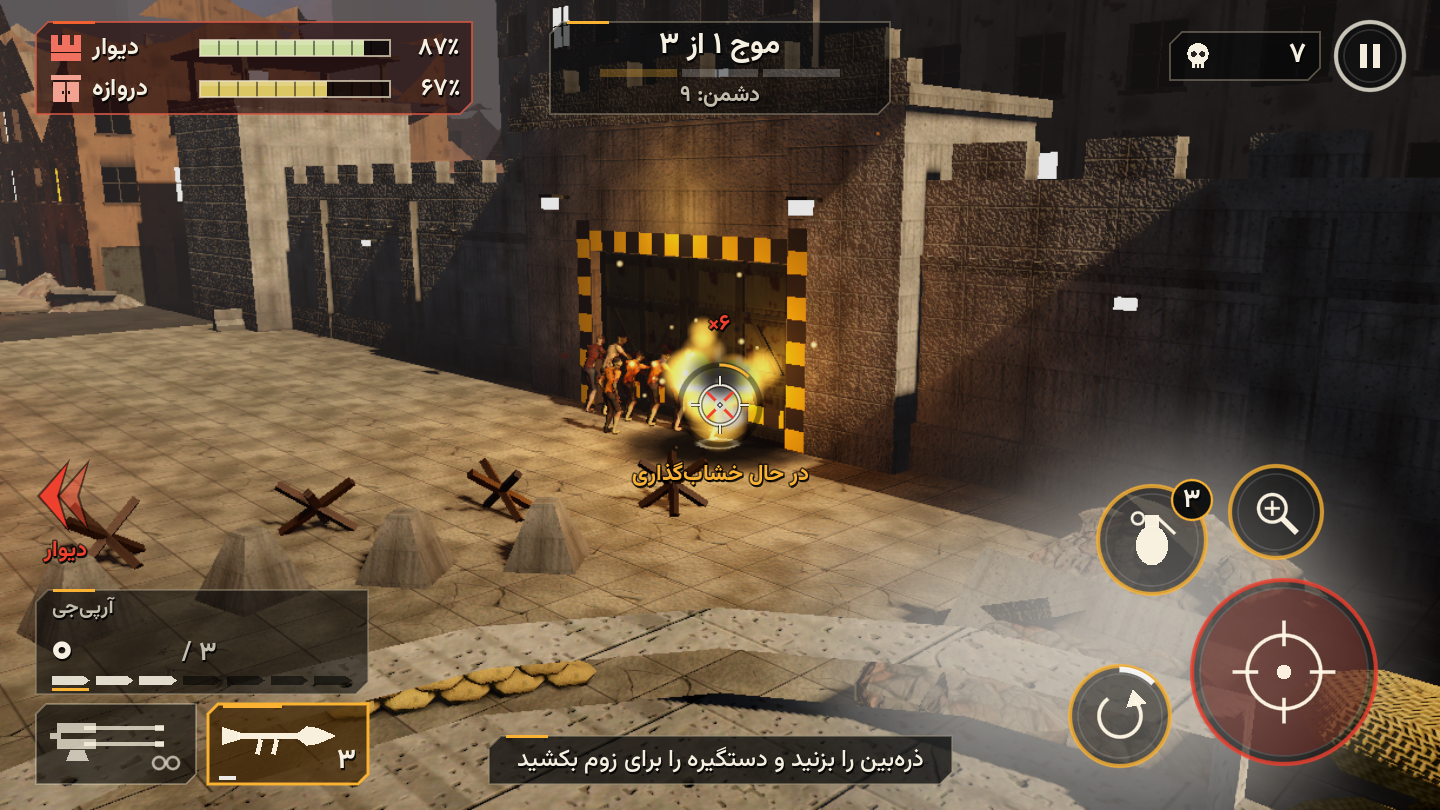 دیوار ۸۷٪
دروازه ۶۷٪
موج ۱ از ۳
دشمن: ۹
۷
×۶
در حال خشاب‌گذاری
دیوار
آرپی‌جی
۰ / ۳
۳
∞
۳
ذره‌بین را بزنید و دستگیره را برای زوم بکشید